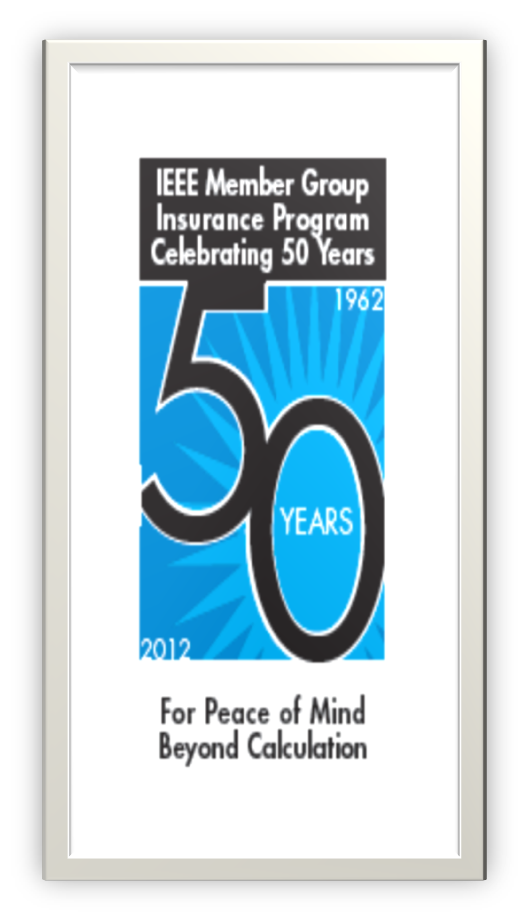 IEEE Member Group
Insurance Program
Celebrating 50 Years
1962
50
YEARS
2012
For Peace of Mind
Beyond Calculation